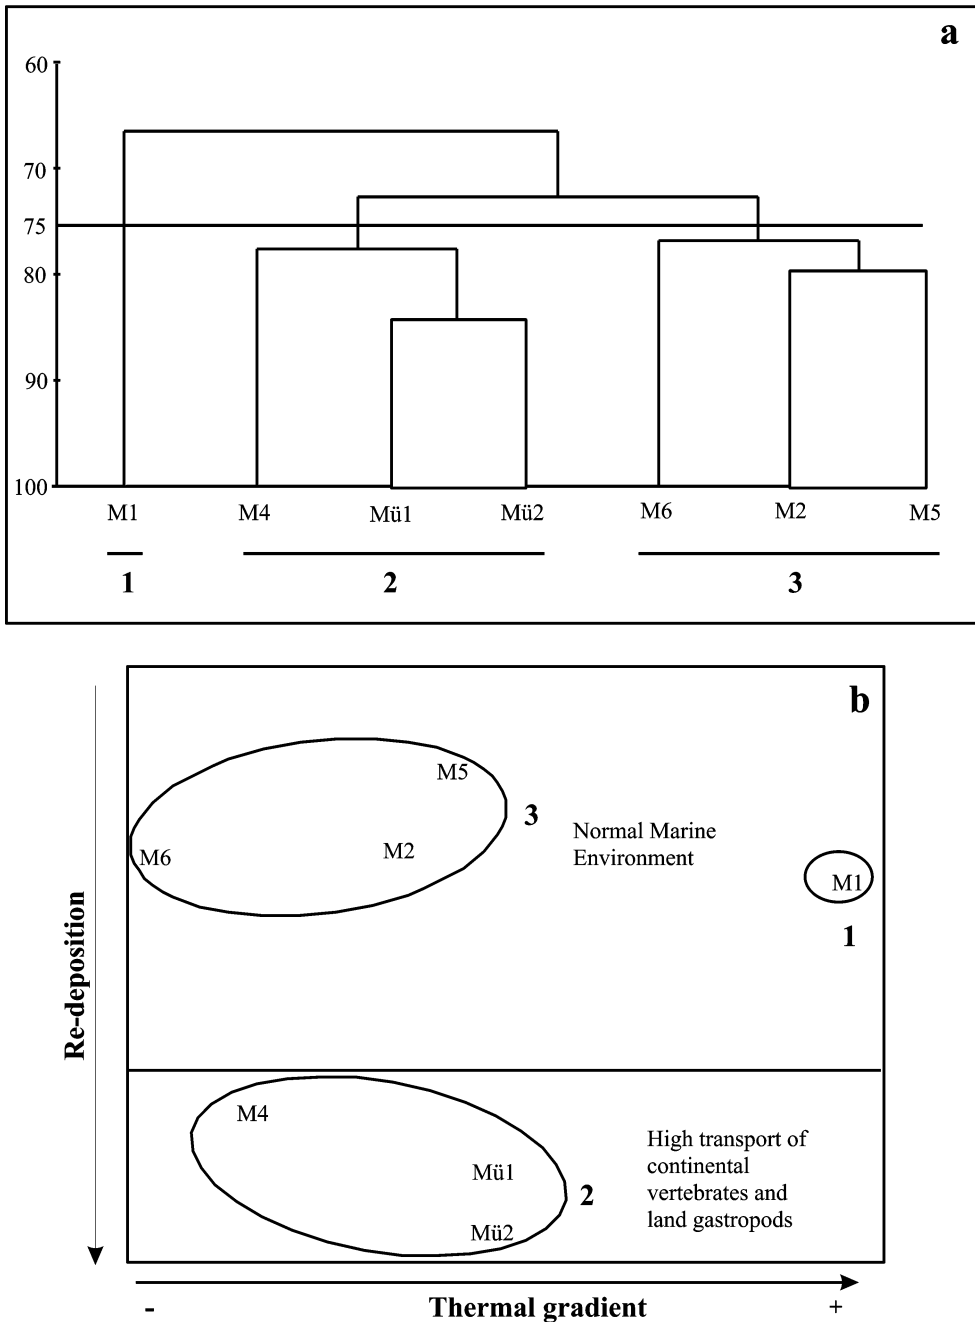 a
60
70
75
80
90
100
M1 M4 Mü1 Mü2 M6 M2 M5
1 2 3
b
M5
3
Normal Marine
Environment
M6
M2
M1
1
Re-deposition
M4
Mü1
Mü2
2
High transport of
continental
vertebrates and
land gastropods
- Thermal gradient +